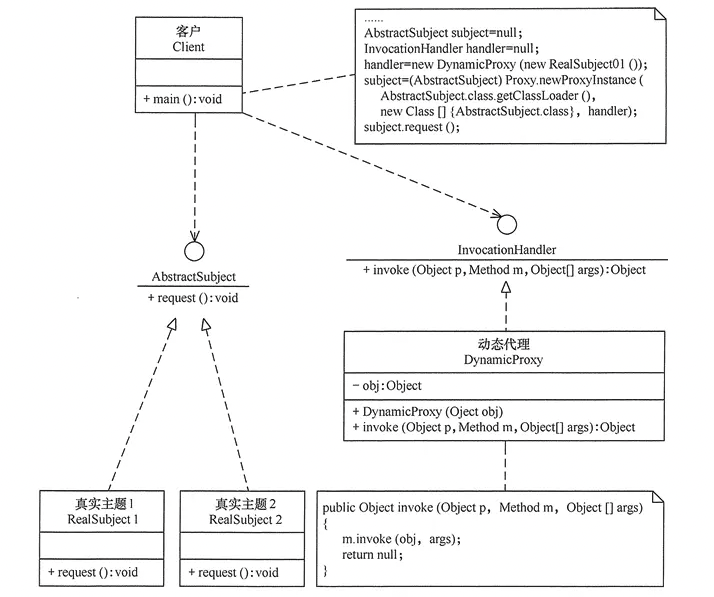 客户
Client
+ main ( ) : void
……
AbstractSubject subject=null;
InvocationHandler handler=null;
handler=new DynamicProxy (new RealSubject01 ());
subject=(AbstractSubject) Proxy.newProxyInstance (
AbstractSubject.class.getClassLoader (),
new Class [] {AbstractSubject.class}, handler);
subject.request ();
AbstractSubject
+ request ( ) : void
InvocationHandler
+ invoke (Object p,Method m,Object[] args):Object
动态代理
DynamicProxy
− obj:Object
+ DynamicProxy (Oject obj)
+ invoke (Object p,Method m,Object[] args):Object
真实主题1
RealSubject 1
+ request ( ) : void
真实主题2
RealSubject 2
+ request ( ) : void
public Object invoke (Object p, Method m, Object [] args)
{
m.invoke (obj, args);
return null;
}